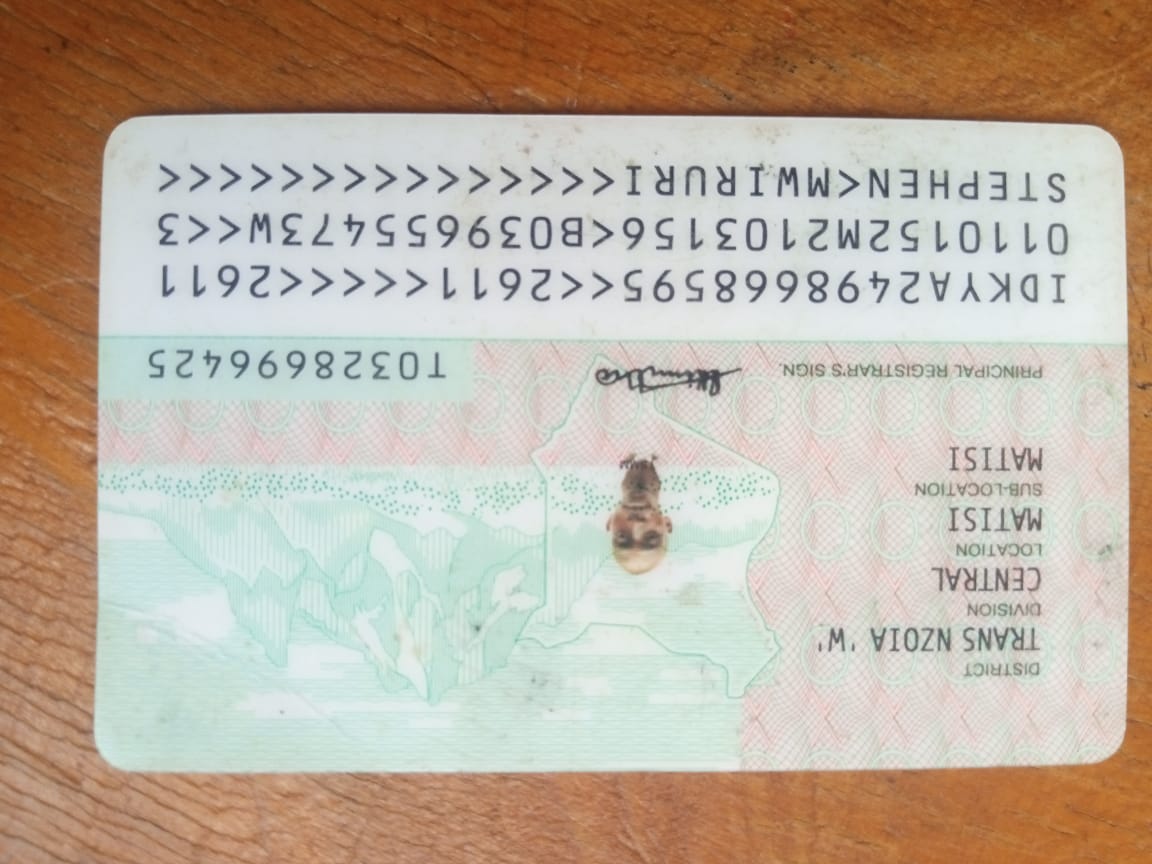 DISTRICT
TRANS NZOIA 'W'
DIVISION
CENTRAL
LOCATION
MATISI
SUB-LOCATION
MATISI
PRINCIPAL REGISTRAR'S SIGN.
T0328696425
IDKYA2498668595<<2611<<<<<2611
0110152M2103156<B039655473W<<3
STEPHEN<MWIRURI<<<<<<<<<<<<<<<